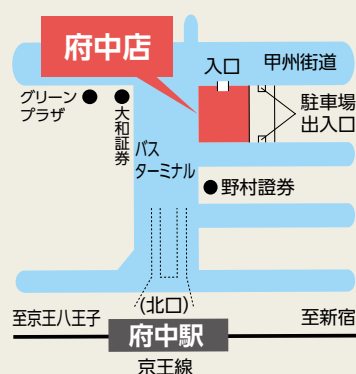 府中店
入口
甲州街道
グリーン
プラザ
大和証券
駐車場
出入口
バス
ターミナル
野村證券
(北口)
至京王八王子
府中駅
至新宿
京王線